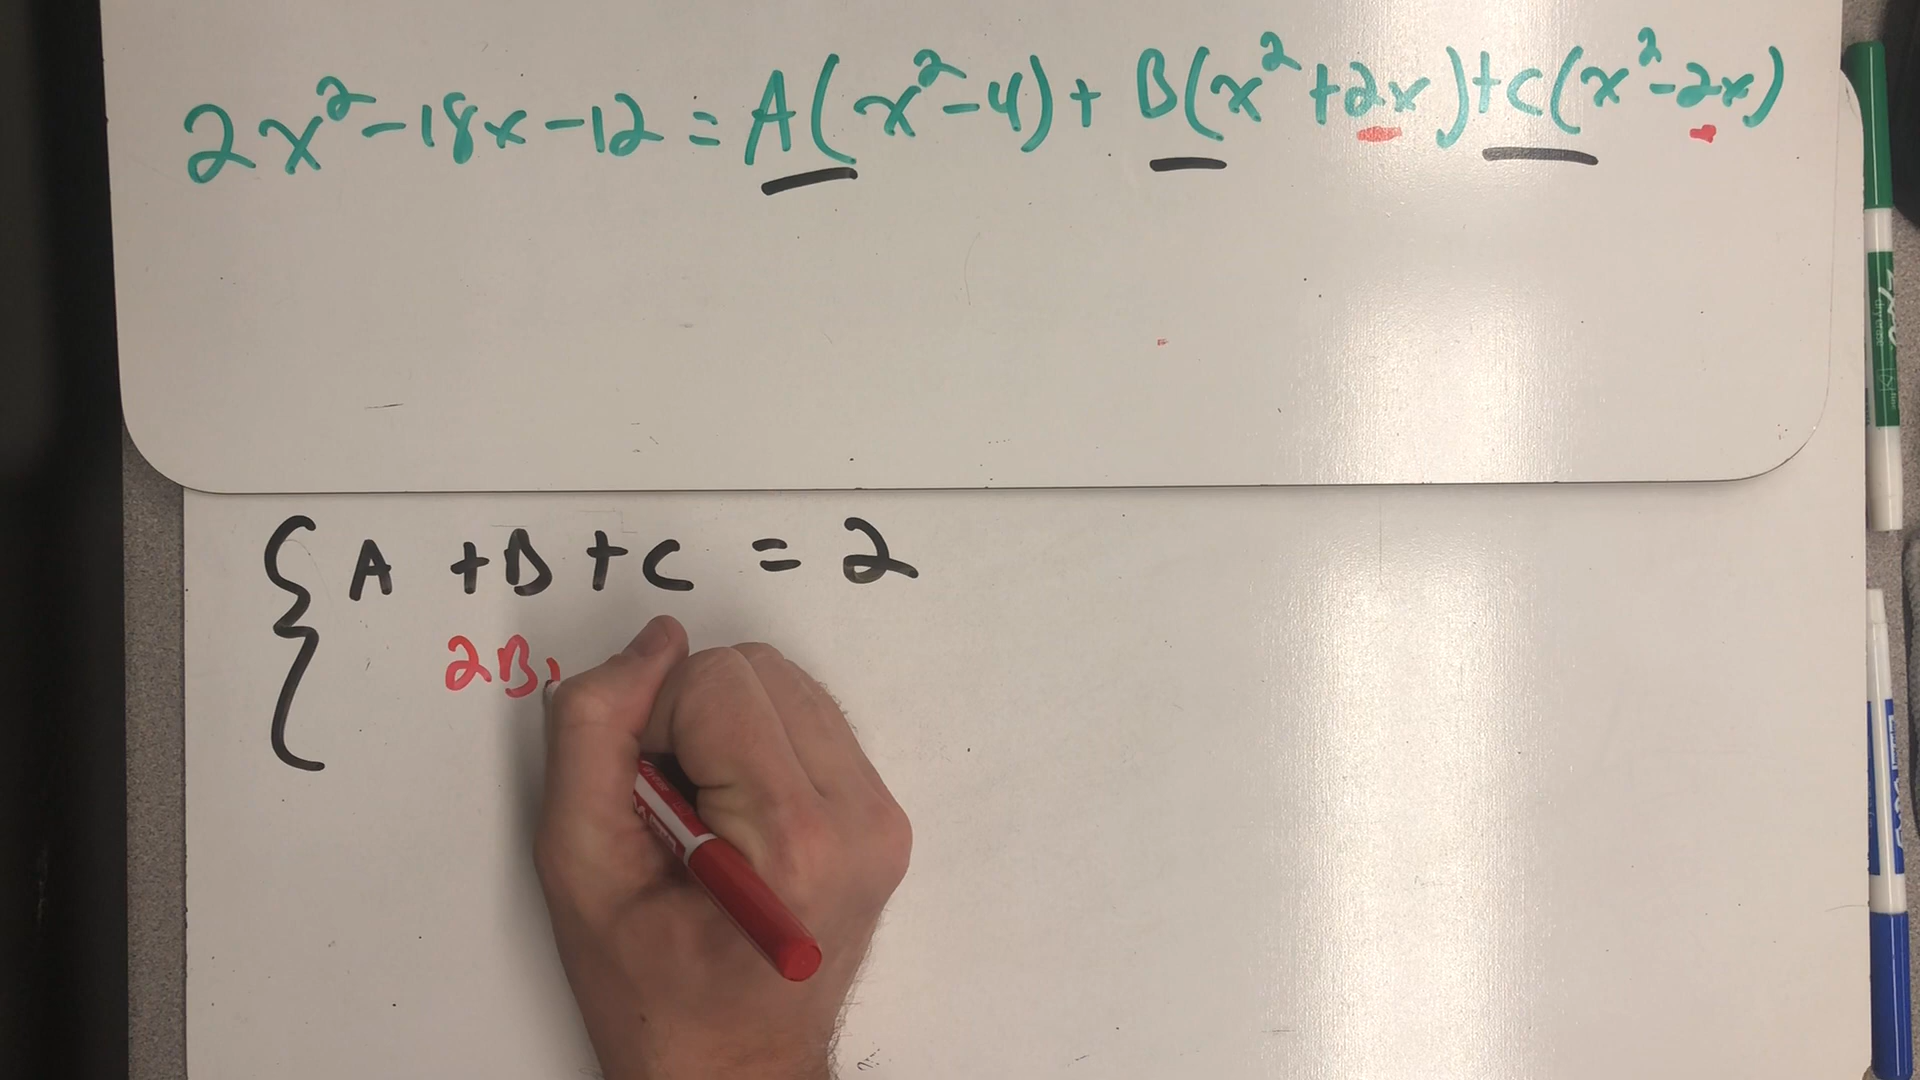 2x²-18x-12 = A(x²-4)+ B(x²+2x)+C(x²-2x)
A +B +C = 2
2B